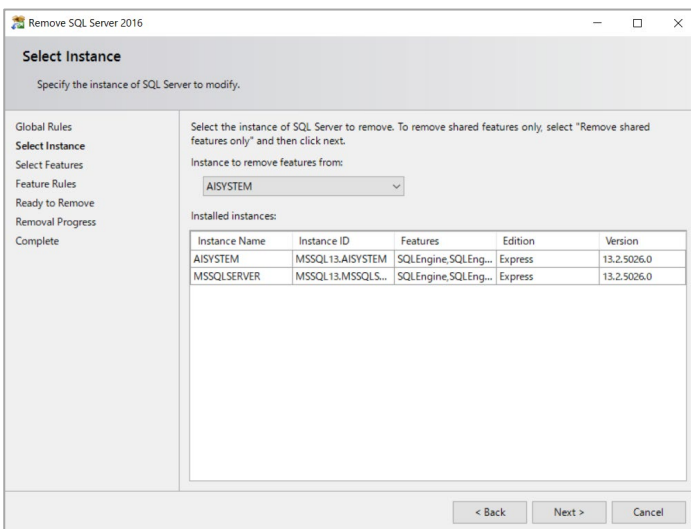 Remove SQL Server 2016
Select Instance
Specify the instance of SQL Server to modify.
Global Rules
Select Instance
Select Features
Feature Rules
Ready to Remove
Removal Progress
Complete
Select the instance of SQL Server to remove. To remove shared features only, select "Remove shared
features only" and then click next.
Instance to remove features from:
AISYSTEM
Installed instances:
Instance Name Instance ID Features Edition Version
AISYSTEM MSSQL13.AISYSTEM SQLEngine,SQLEng... Express 13.2.5026.0
MSSQLSERVER MSSQL13.MSSQLS... SQLEngine,SQLEng... Express 13.2.5026.0
< Back Next > Cancel